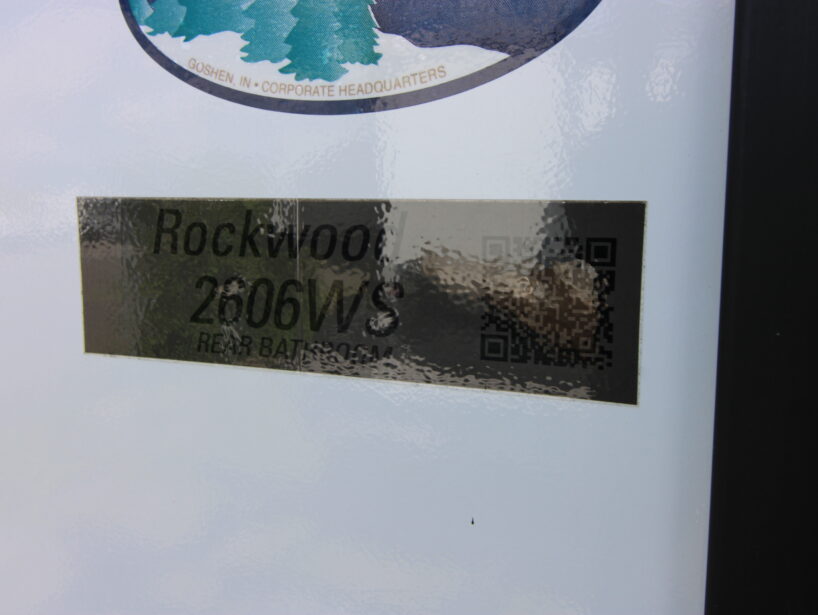 GOSHEN, IN • CORPORATE HEADQUARTERS
Rockwood
2606WS
REAR BATHROOM